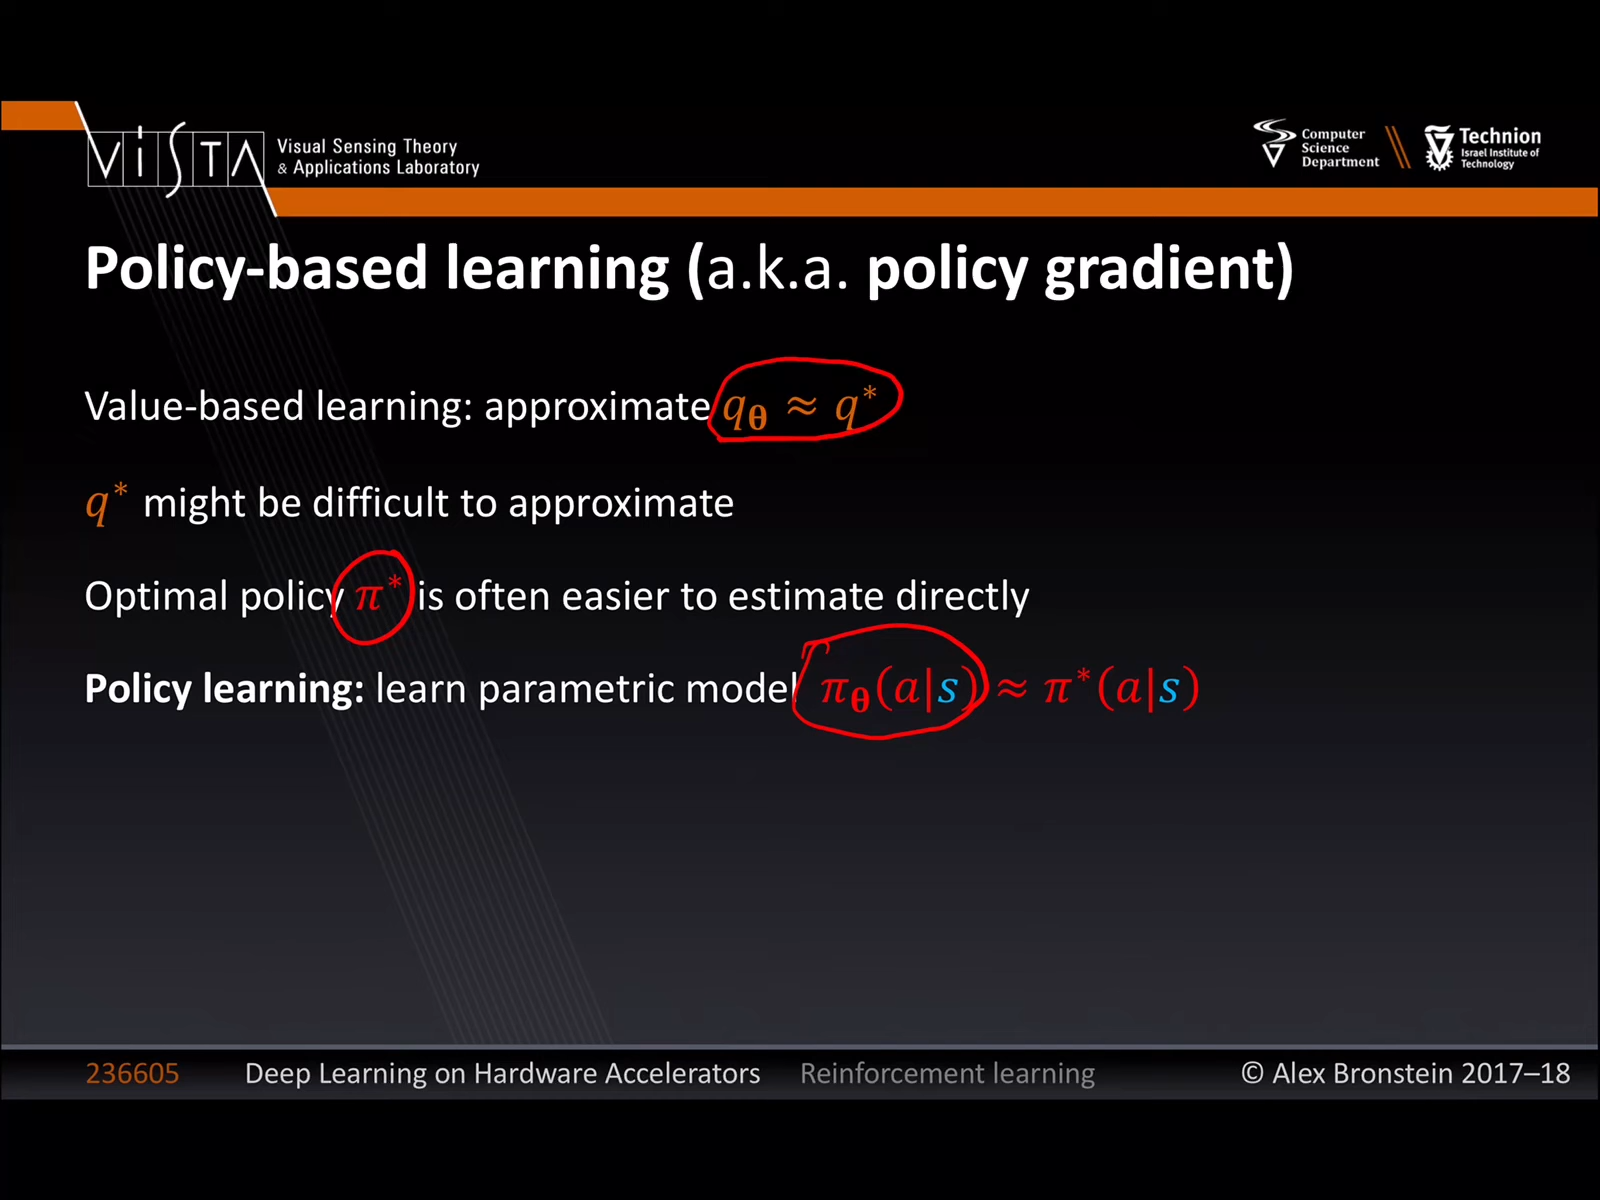 ViSTA
Visual Sensing Theory
& Applications Laboratory
Computer
Science
Department
Technion
Israel Institute of
Technology
Policy-based learning (a.k.a. policy gradient)
Value-based learning: approximate q_θ ≈ q*
q* might be difficult to approximate
Optimal policy π* is often easier to estimate directly
Policy learning: learn parametric model π_θ(a|s) ≈ π*(a|s)
236605 Deep Learning on Hardware Accelerators Reinforcement learning © Alex Bronstein 2017–18